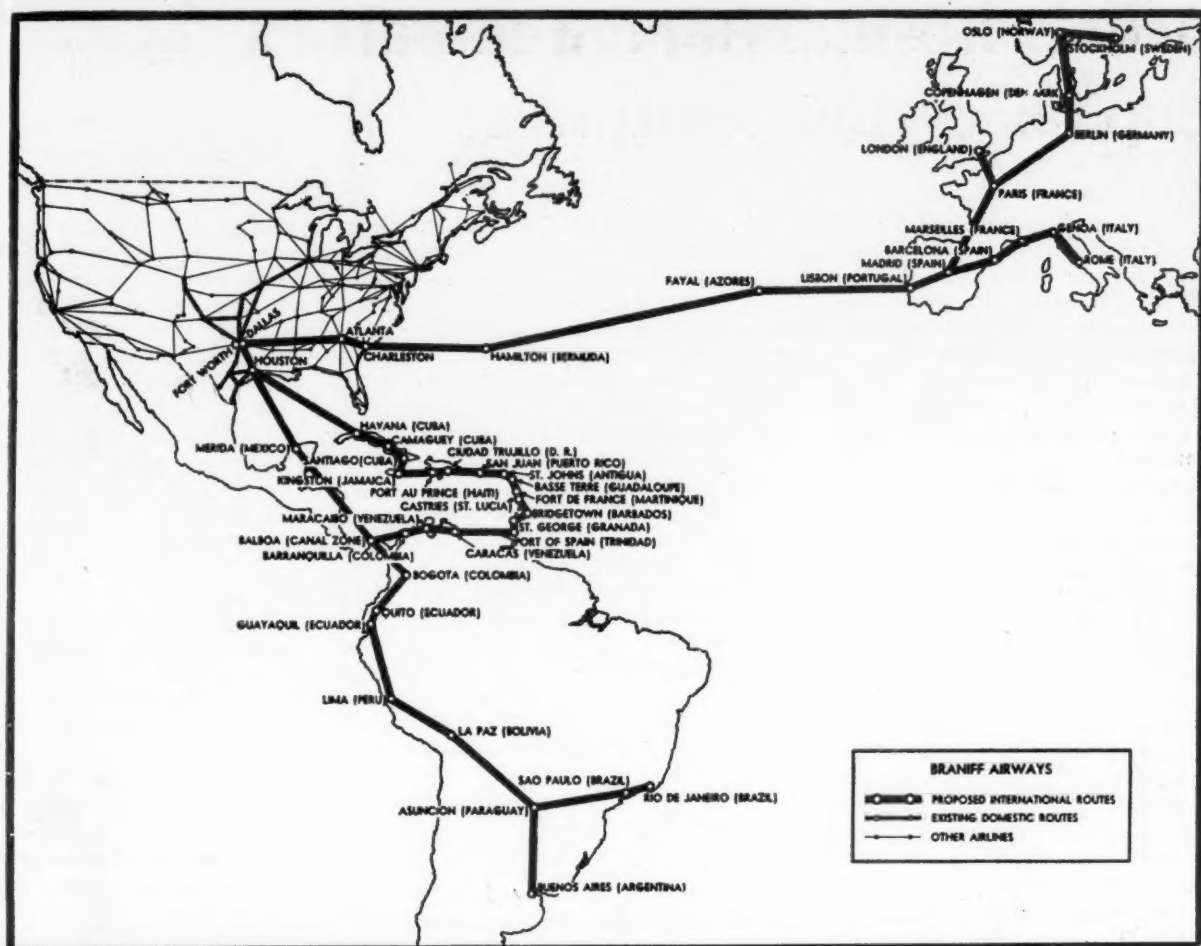 OSLO (NORWAY)
STOCKHOLM (SWEDEN)
COPENHAGEN (DENMARK
BERLIN (GERMANY)
LONDON (ENGLAND)
PARIS (FRANCE)
MARSEILLES (FRANCE)
GENOA (ITALY)
BARCELONA (SPAIN)
MADRID (SPAIN)
ROME (ITALY)
LISBON (PORTUGAL)
FAYAL (AZORES)
DALLAS
ATLANTA
FORT WORTH
HOUSTON
CHARLESTON
HAMILTON (BERMUDA)
HAVANA (CUBA)
CAMAGUEY (CUBA)
MERIDA (MEXICO)
CIUDAD TRUJILLO (D. R.)
SANTIAGO(CUBA)
SAN JUAN (PUERTO RICO)
KINGSTON (JAMAICA)
ST. JOHNS (ANTIGUA)
PORT AU PRINCE (HAITI)
BASSE TERRE (GUADALOUPE)
FORT DE FRANCE (MARTINIQUE)
CASTRIES (ST. LUCIA)
BRIDGETOWN (BARBADOS)
MARACAIBO (VENEZUELA)
ST. GEORGE (GRANADA)
BALBOA (CANAL ZONE)
PORT OF SPAIN (TRINIDAD)
BARRANQUILLA (COLOMBIA)
CARACAS (VENEZUELA)
BOGOTA (COLOMBIA)
QUITO (ECUADOR)
GUAYAQUIL (ECUADOR)
LIMA (PERU)
LA PAZ (BOLIVIA)
SAO PAULO (BRAZIL)
RIO DE JANEIRO (BRAZIL)
ASUNCION (PARAGUAY)
BUENOS AIRES (ARGENTINA)
BRANIFF AIRWAYS
PROPOSED INTERNATIONAL ROUTES
EXISTING DOMESTIC ROUTES
OTHER AIRLINES